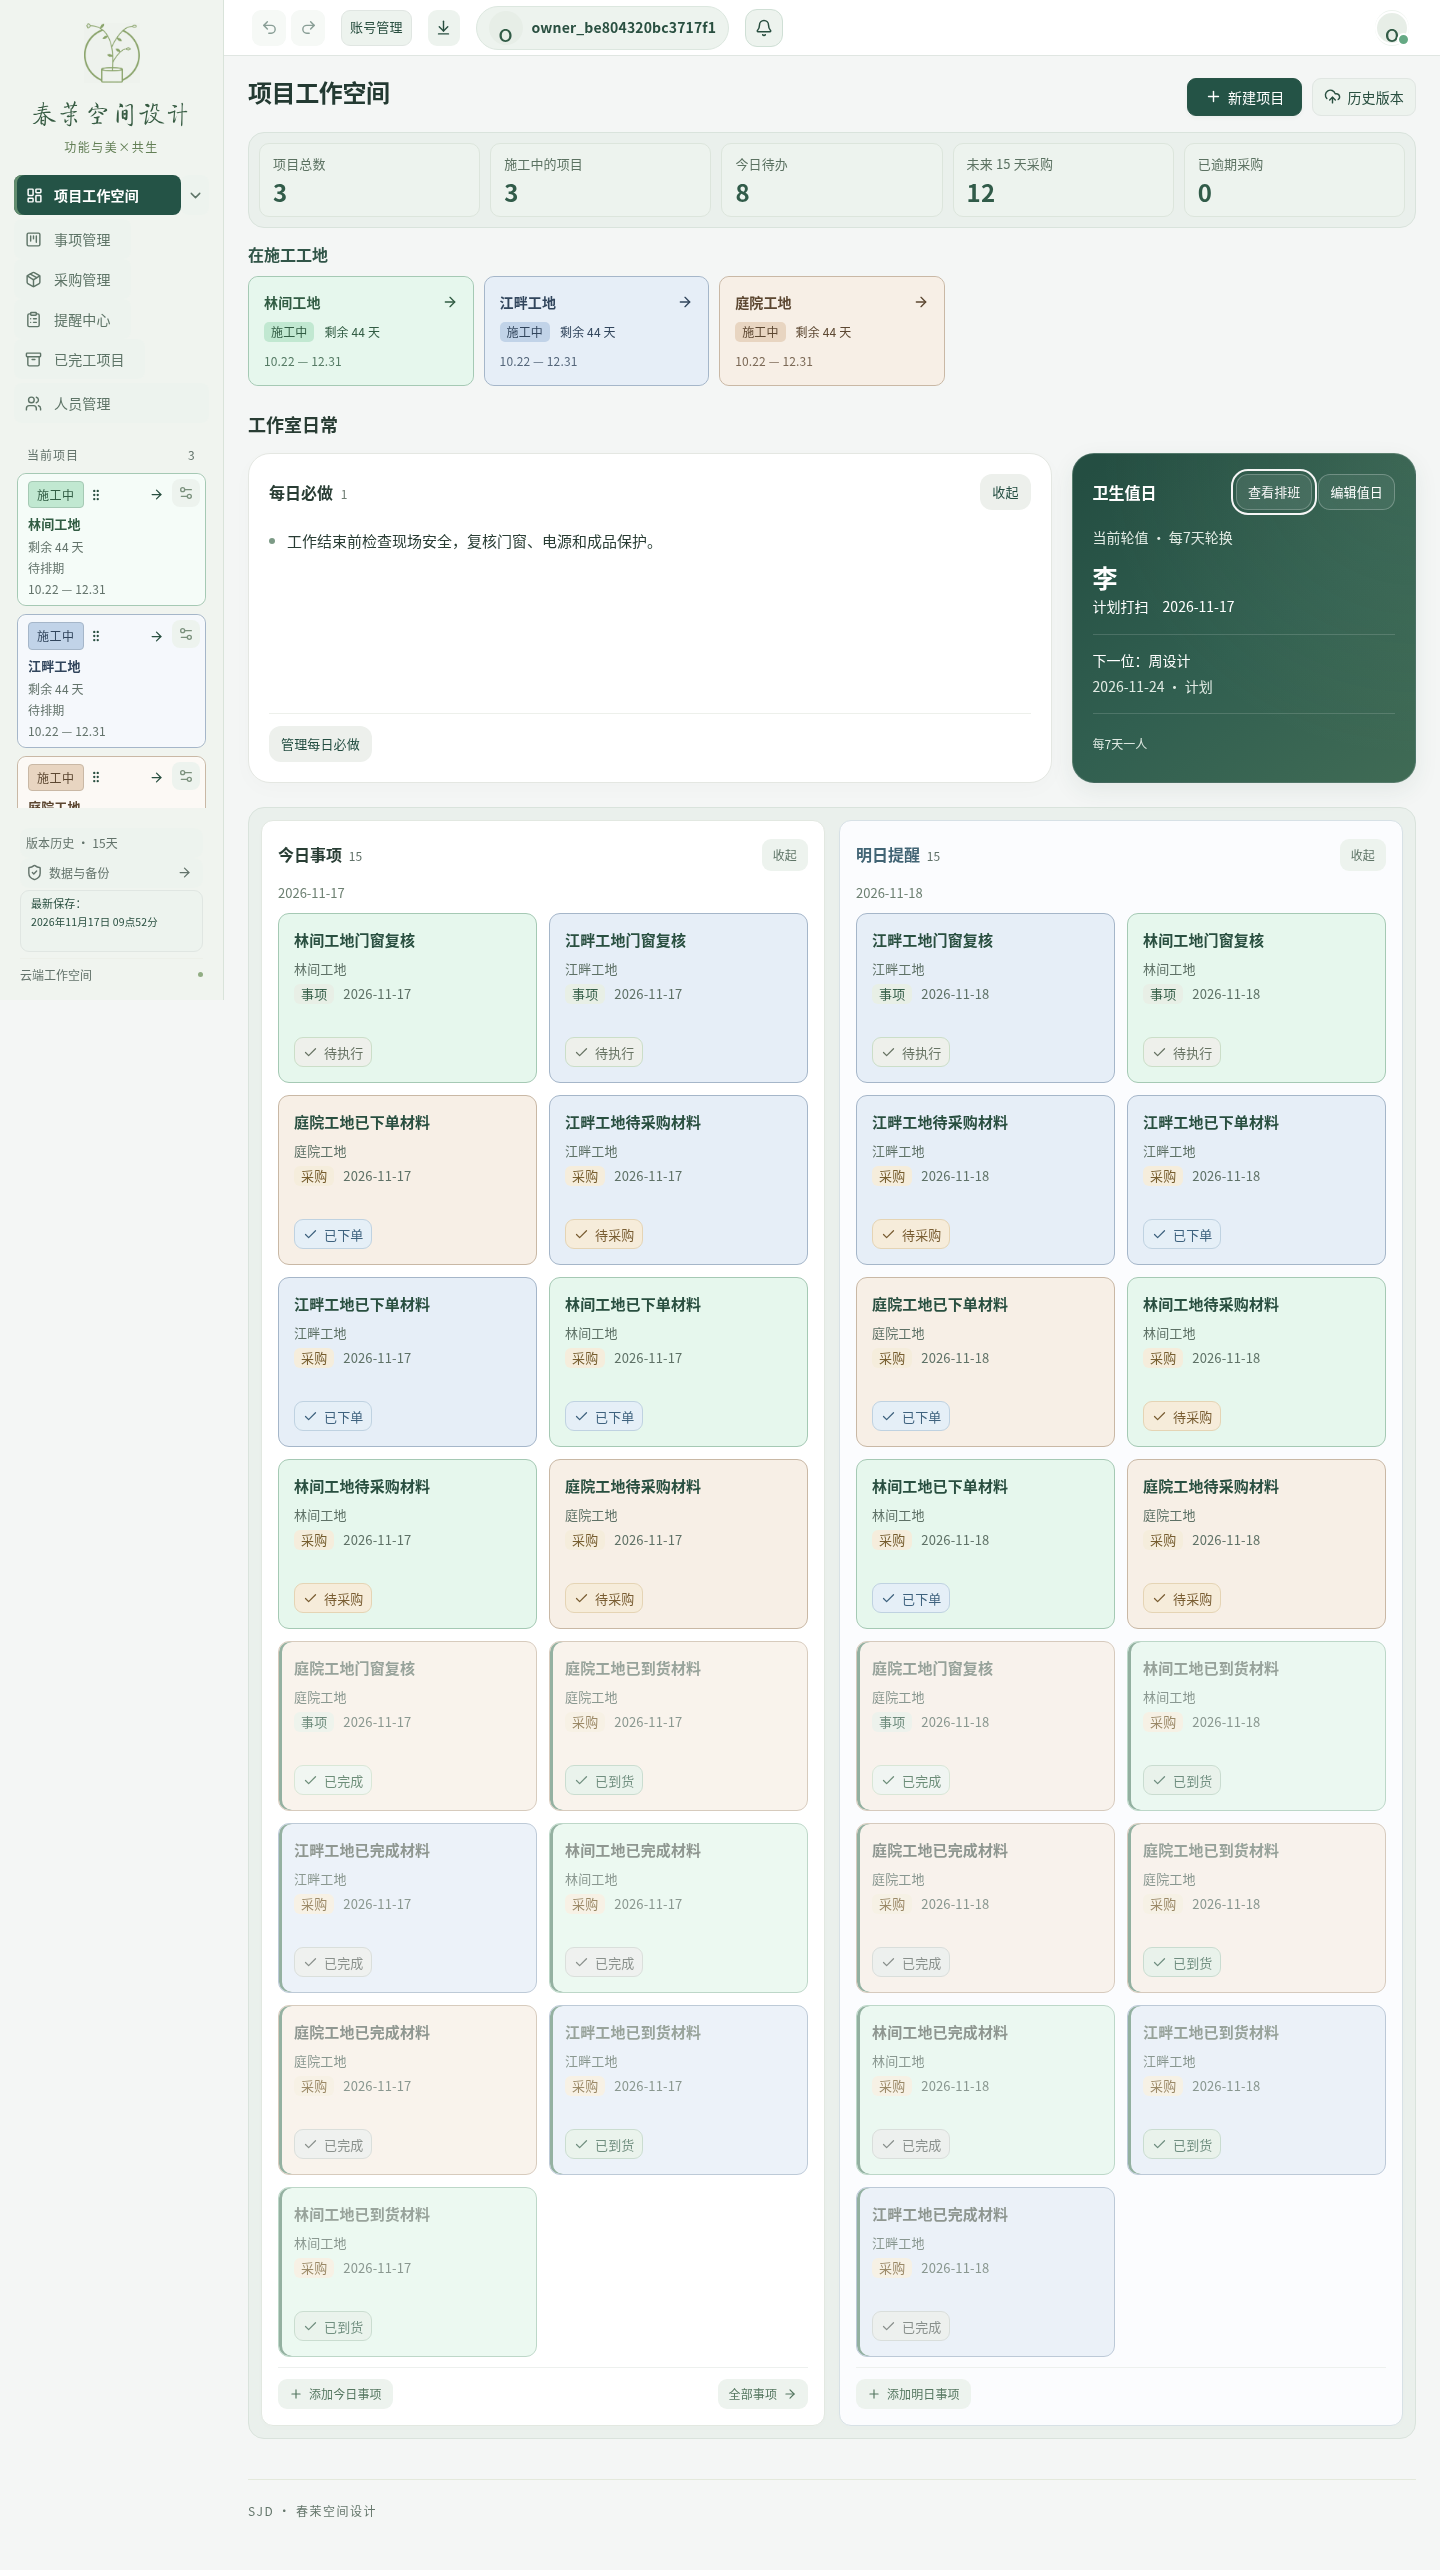 春茉空间设计
功能与美×共生
项目工作空间
事项管理
采购管理
提醒中心
已完工项目
人员管理
当前项目 3
施工中
林间工地
剩余 44 天
待排期
10.22 — 12.31
施工中
江畔工地
剩余 44 天
待排期
10.22 — 12.31
施工中
庭院工地
版本历史 · 15天
数据与备份
最新保存：
2026年11月17日 09点52分
云端工作空间
账号管理
O owner_be804320bc3717f1
O
项目工作空间
新建项目 历史版本
项目总数 施工中的项目 今日待办 未来 15 天采购 已逾期采购
3 3 8 12 0
在施工工地
林间工地 江畔工地 庭院工地
施工中 剩余 44 天 施工中 剩余 44 天 施工中 剩余 44 天
10.22 — 12.31 10.22 — 12.31 10.22 — 12.31
工作室日常
每日必做 1 收起
工作结束前检查现场安全，复核门窗、电源和成品保护。
管理每日必做
卫生值日 查看排班 编辑值日
当前轮值 · 每7天轮换
李
计划打扫 2026-11-17
下一位：周设计
2026-11-24 · 计划
每7天一人
今日事项 15 收起
2026-11-17
林间工地门窗复核 江畔工地门窗复核
林间工地 江畔工地
事项 2026-11-17 事项 2026-11-17
待执行 待执行
庭院工地已下单材料 江畔工地待采购材料
庭院工地 江畔工地
采购 2026-11-17 采购 2026-11-17
已下单 待采购
江畔工地已下单材料 林间工地已下单材料
江畔工地 林间工地
采购 2026-11-17 采购 2026-11-17
已下单 已下单
林间工地待采购材料 庭院工地待采购材料
林间工地 庭院工地
采购 2026-11-17 采购 2026-11-17
待采购 待采购
庭院工地门窗复核 庭院工地已到货材料
庭院工地 庭院工地
事项 2026-11-17 采购 2026-11-17
已完成 已到货
江畔工地已完成材料 林间工地已完成材料
江畔工地 林间工地
采购 2026-11-17 采购 2026-11-17
已完成 已完成
庭院工地已完成材料 江畔工地已到货材料
庭院工地 江畔工地
采购 2026-11-17 采购 2026-11-17
已完成 已到货
林间工地已到货材料
林间工地
采购 2026-11-17
已到货
添加今日事项 全部事项
明日提醒 15 收起
2026-11-18
江畔工地门窗复核 林间工地门窗复核
江畔工地 林间工地
事项 2026-11-18 事项 2026-11-18
待执行 待执行
江畔工地待采购材料 江畔工地已下单材料
江畔工地 江畔工地
采购 2026-11-18 采购 2026-11-18
待采购 已下单
庭院工地已下单材料 林间工地待采购材料
庭院工地 林间工地
采购 2026-11-18 采购 2026-11-18
已下单 待采购
林间工地已下单材料 庭院工地待采购材料
林间工地 庭院工地
采购 2026-11-18 采购 2026-11-18
已下单 待采购
庭院工地门窗复核 林间工地已到货材料
庭院工地 林间工地
事项 2026-11-18 采购 2026-11-18
已完成 已到货
庭院工地已完成材料 庭院工地已到货材料
庭院工地 庭院工地
采购 2026-11-18 采购 2026-11-18
已完成 已到货
林间工地已完成材料 江畔工地已到货材料
林间工地 江畔工地
采购 2026-11-18 采购 2026-11-18
已完成 已到货
江畔工地已完成材料
江畔工地
采购 2026-11-18
已完成
添加明日事项
SJD · 春茉空间设计